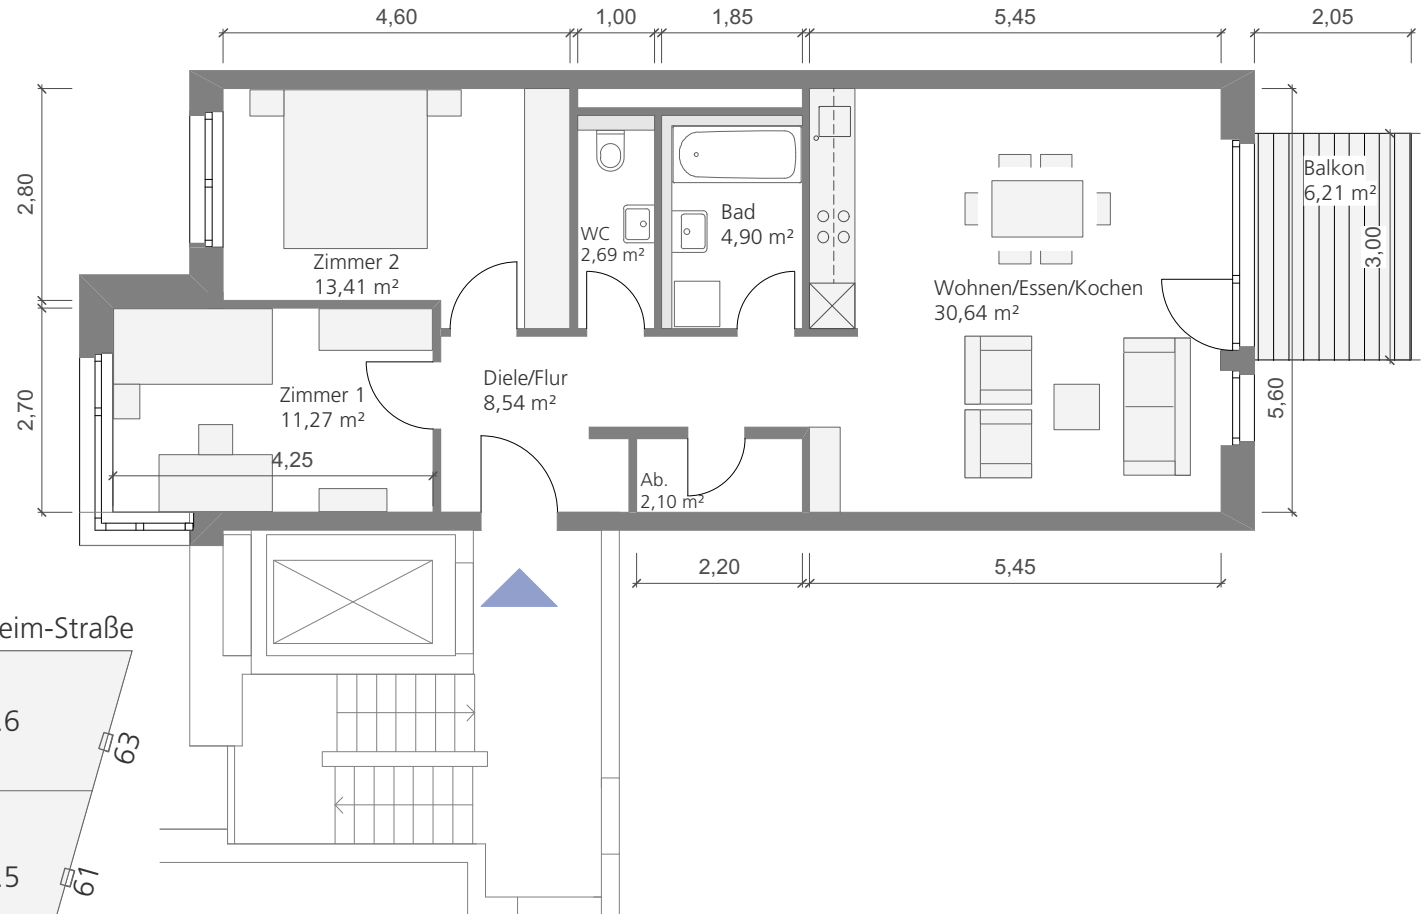 4,60
1,00
1,85
5,45
2,05
2,80
Zimmer 2
13,41 m²
WC
2,69 m²
Bad
4,90 m²
Balkon
6,21 m²
3,00
Wohnen/Essen/Kochen
30,64 m²
2,70
Zimmer 1
11,27 m²
4,25
Diele/Flur
8,54 m²
Ab.
2,10 m²
5,60
2,20
5,45
eim-Straße
.6
63
.5
61